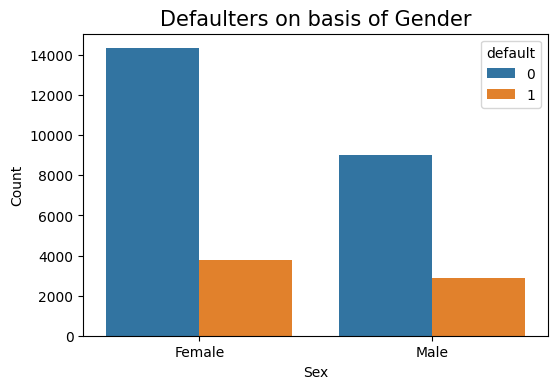 Defaulters on basis of Gender
default
0
1
14000
12000
10000
8000
6000
4000
2000
0
Count
Female
Male
Sex